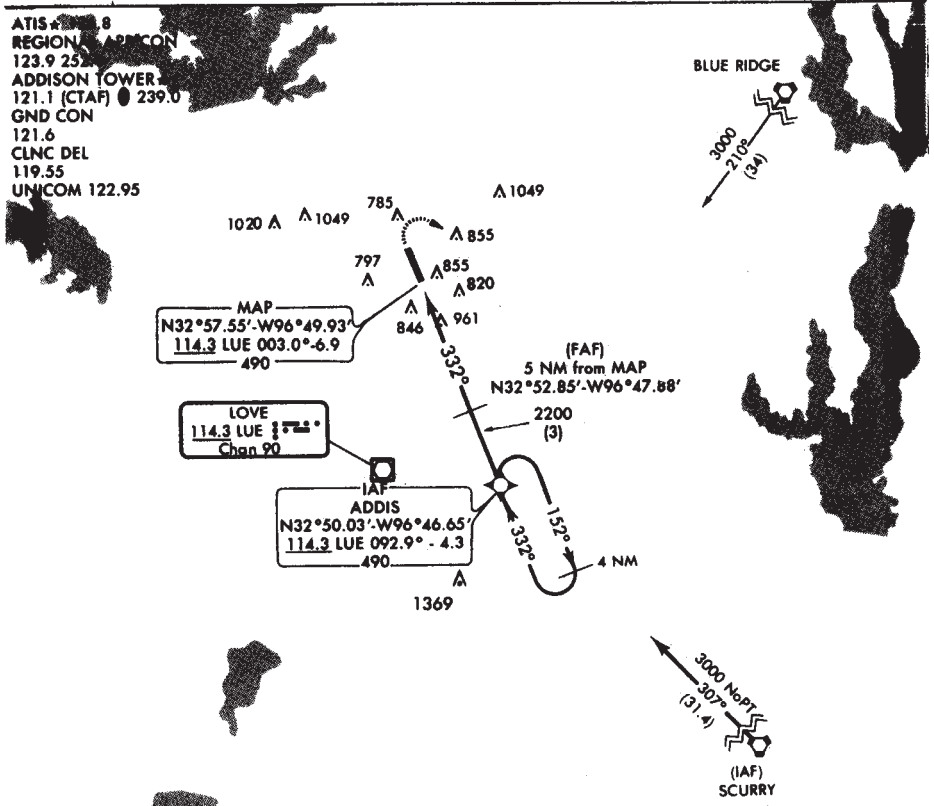 ATIS
REGIONAL APP CON
123.9
ADDISON TOWER
121.1 (CTAF) 239.0
GND CON
121.6
CLNC DEL
119.55
UNICOM 122.95
BLUE RIDGE
3000
210°
(34)
1049
1020
1049
785
855
797
855
820
846
961
MAP
N32°57.55'-W96°49.93'
114.3 LUE 003.0°-6.9
490
332°
(FAF)
5 NM from MAP
N32°52.85'-W96°47.88'
2200
(3)
LOVE
114.3 LUE
Chan 90
IAF
ADDIS
N32°50.03'-W96°46.65'
114.3 LUE 092.9° - 4.3
490
152°
332°
4 NM
1369
3000 NoPT
307°
(31.4)
(IAF)
SCURRY